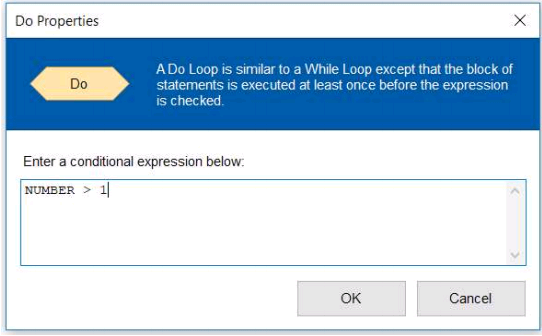 Do Properties
Do
A Do Loop is similar to a While Loop except that the block of
statements is executed at least once before the expression
is checked.
Enter a conditional expression below:
NUMBER > 1
OK
Cancel